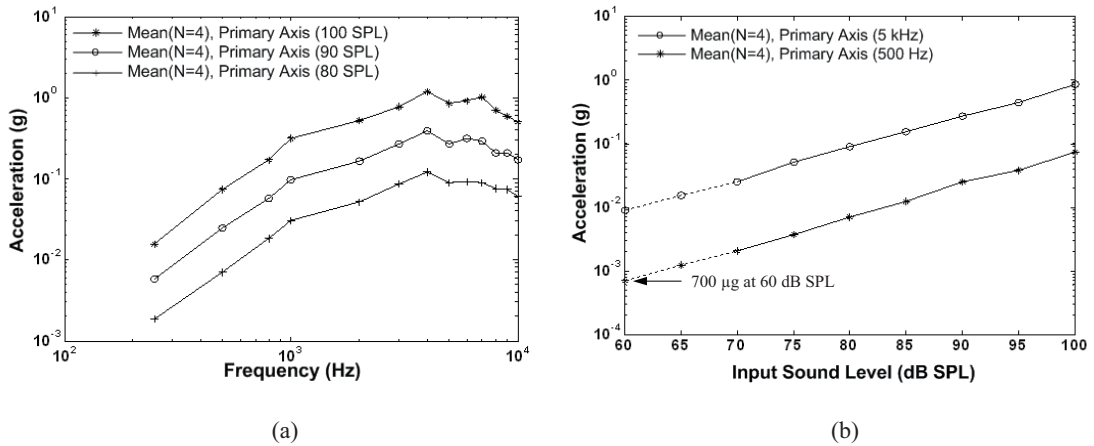 Mean(N=4), Primary Axis (100 SPL)
Mean(N=4), Primary Axis (90 SPL)
Mean(N=4), Primary Axis (80 SPL)
Acceleration (g)
10^2
10^1
10^0
10^-1
10^-2
10^-3
10^2
10^3
10^4
Frequency (Hz)
(a)
Mean(N=4), Primary Axis (5 kHz)
Mean(N=4), Primary Axis (500 Hz)
Acceleration (g)
10^1
10^0
10^-1
10^-2
10^-3
10^-4
700 µg at 60 dB SPL
60 65 70 75 80 85 90 95 100
Input Sound Level (dB SPL)
(b)